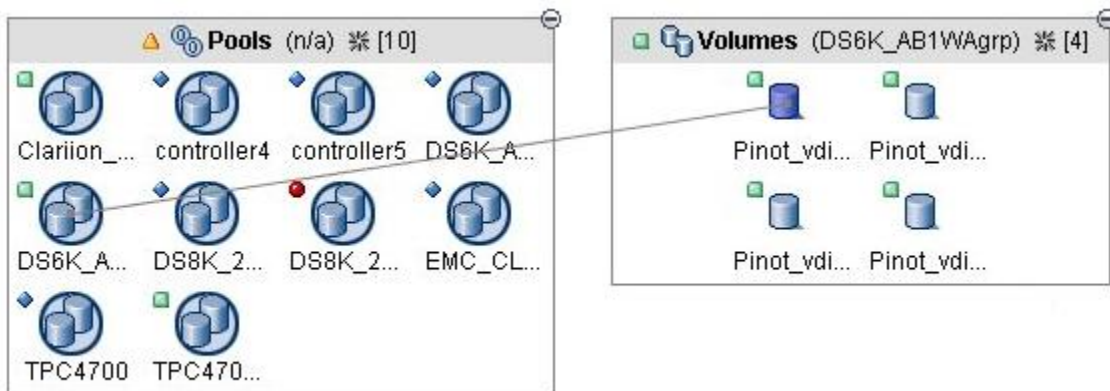 Pools (n/a) [10]
Clariion_... controller4 controller5 DS6K_A...
DS6K_A... DS8K_2... DS8K_2... EMC_CL...
TPC4700 TPC470...
Volumes (DS6K_AB1WAgrp) [4]
Pinot_vdi... Pinot_vdi...
Pinot_vdi... Pinot_vdi...